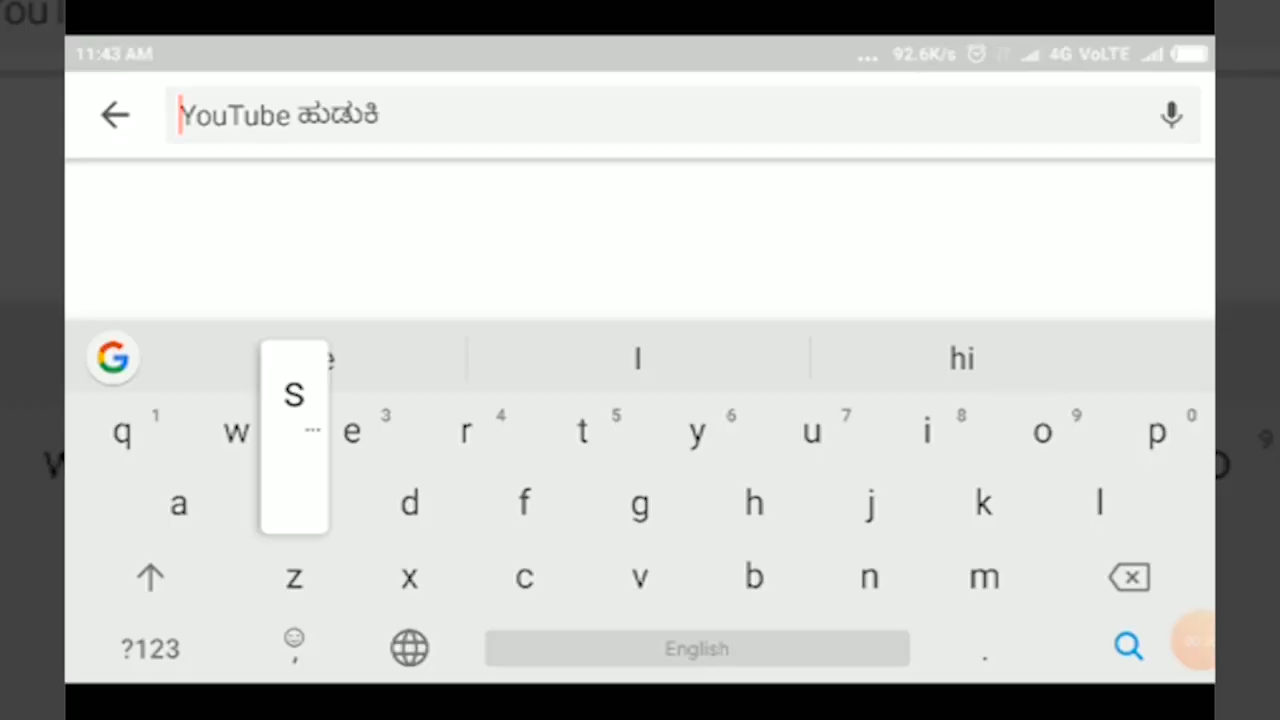 11:43 AM ... 92.6K/s 4G VoLTE
YouTube ಹುಡುಕಿ
I hi
S
q 1 w e 3 r 4 t 5 y 6 u 7 i 8 o 9 p 0
a d f g h j k l
z x c v b n m
?123 , English .